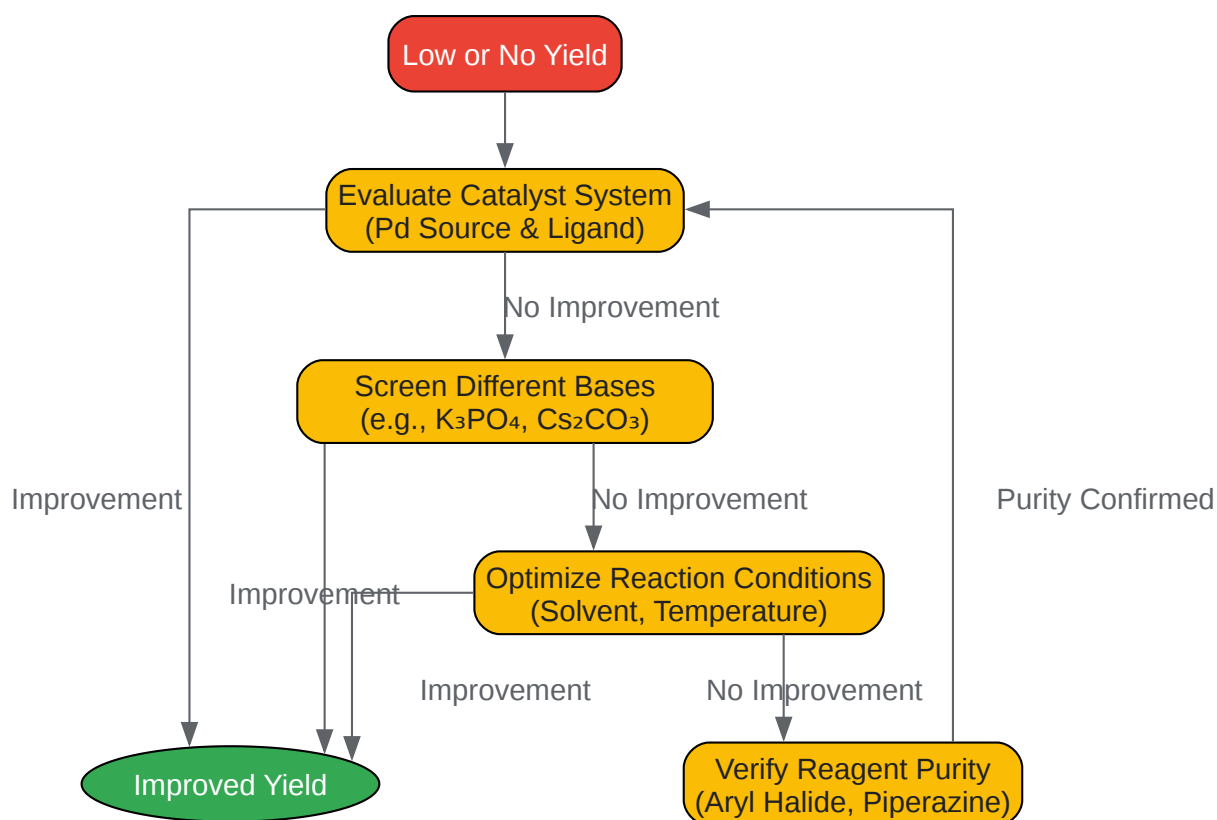 Low or No Yield
Evaluate Catalyst System
(Pd Source & Ligand)
No Improvement
Screen Different Bases
(e.g., K₃PO₄, Cs₂CO₃)
Improvement
No Improvement
Purity Confirmed
Optimize Reaction Conditions
(Solvent, Temperature)
Improvement
Improvement
No Improvement
Improved Yield
Verify Reagent Purity
(Aryl Halide, Piperazine)